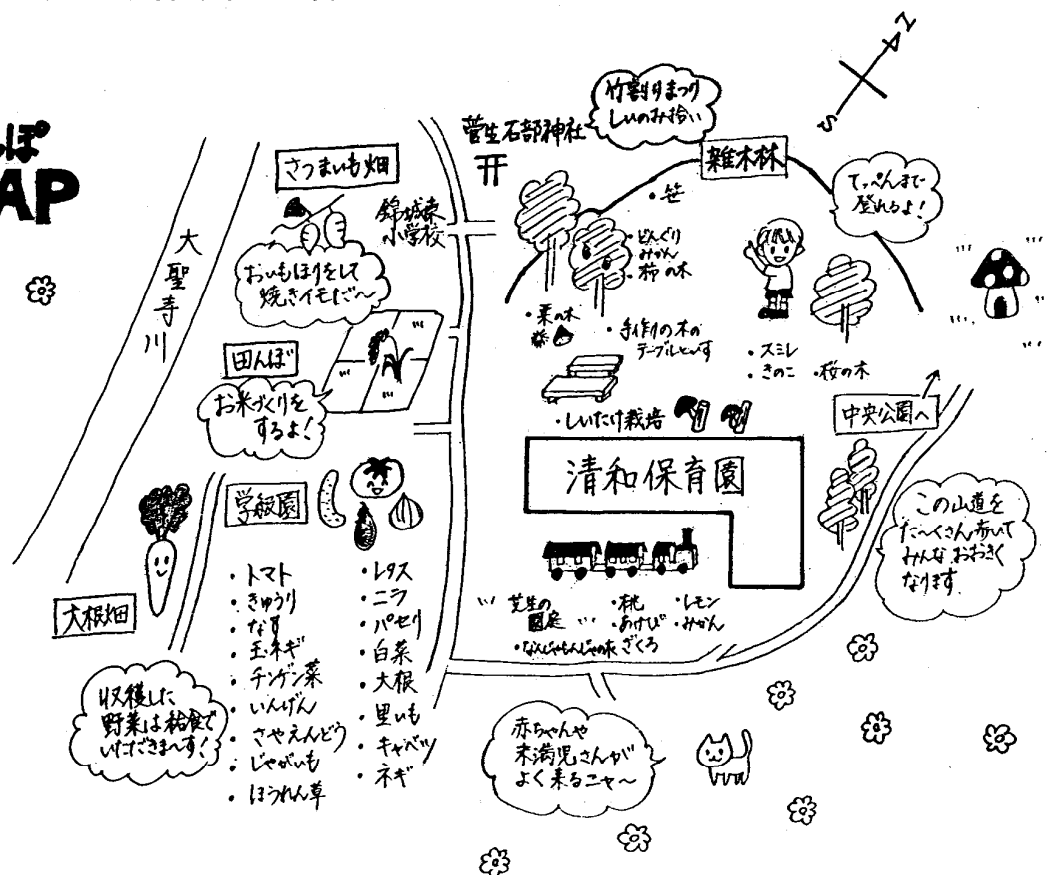 んぽ
AP
N
S
さつまいも畑
錦城東
小学校
おいもほりをして
焼きイモだ〜
大聖寺川
田んぼ
お米づくりを
するよ!
学級園
・トマト
・きゅうり
・なす
・玉ネギ
・チンゲン菜
・いんげん
・さやえんどう
・じゃがいも
・ほうれん草
・レタス
・ニラ
・パセリ
・白菜
・大根
・里いも
・キャベツ
・ネギ
大根畑
収穫した
野菜は給食で
いただきま〜す!
菅生石部神社
竹割りまつり
しいのみ拾い
雑木林
てっぺんまで
登れるよ!
・笹
・どんぐり
・みかん
・柿の木
・栗の木
・手作りの木の
テーブルといす
・スミレ
・きのこ ・桜の木
・しいたけ栽培
中央公園へ
清和保育園
この山道を
た〜くさん歩いて
みんなおおきく
なります
芝生の
園庭
・桃 ・レモン
・あけび ・みかん
・なんじゃもんじゃの木 ざくろ
赤ちゃんや
未満児さんが
よく来るニャ〜